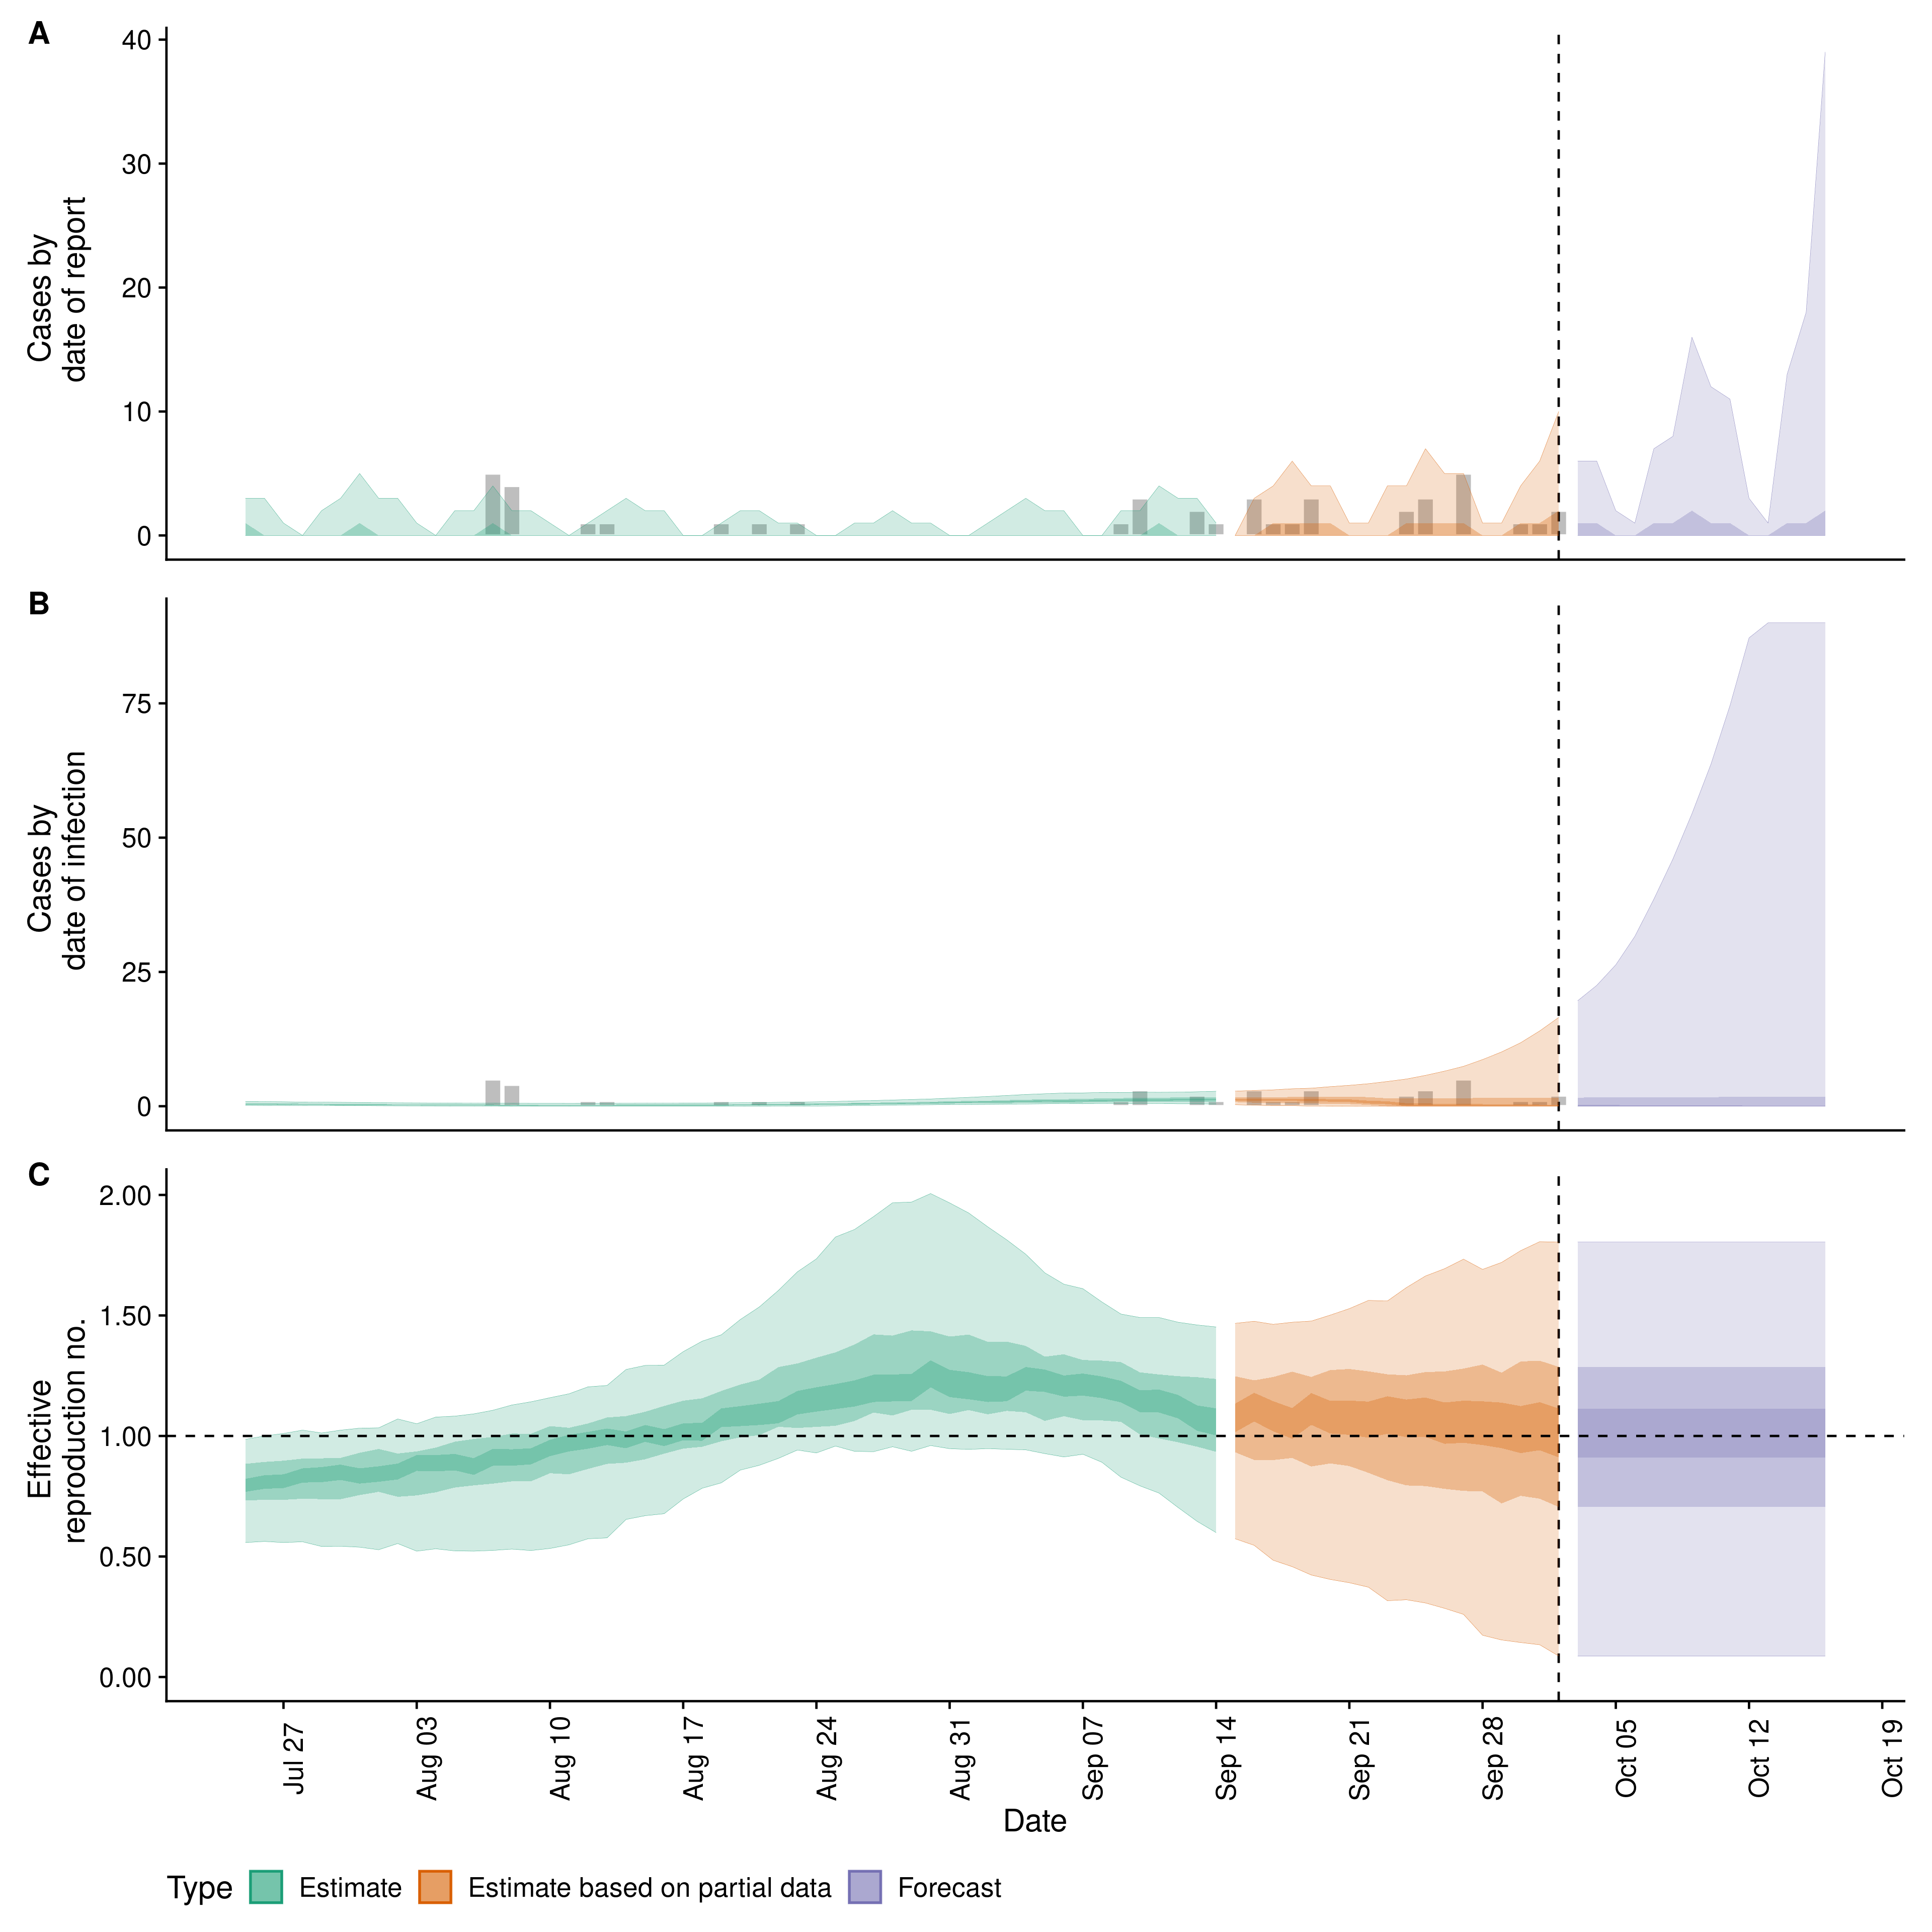 A
40
30
20
10
0
Cases by
date of report
B
75
50
25
0
Cases by
date of infection
C
2.00
1.50
1.00
0.50
0.00
Effective
reproduction no.
Jul 27
Aug 03
Aug 10
Aug 17
Aug 24
Aug 31
Sep 07
Sep 14
Sep 21
Sep 28
Oct 05
Oct 12
Oct 19
Date
Type Estimate Estimate based on partial data Forecast